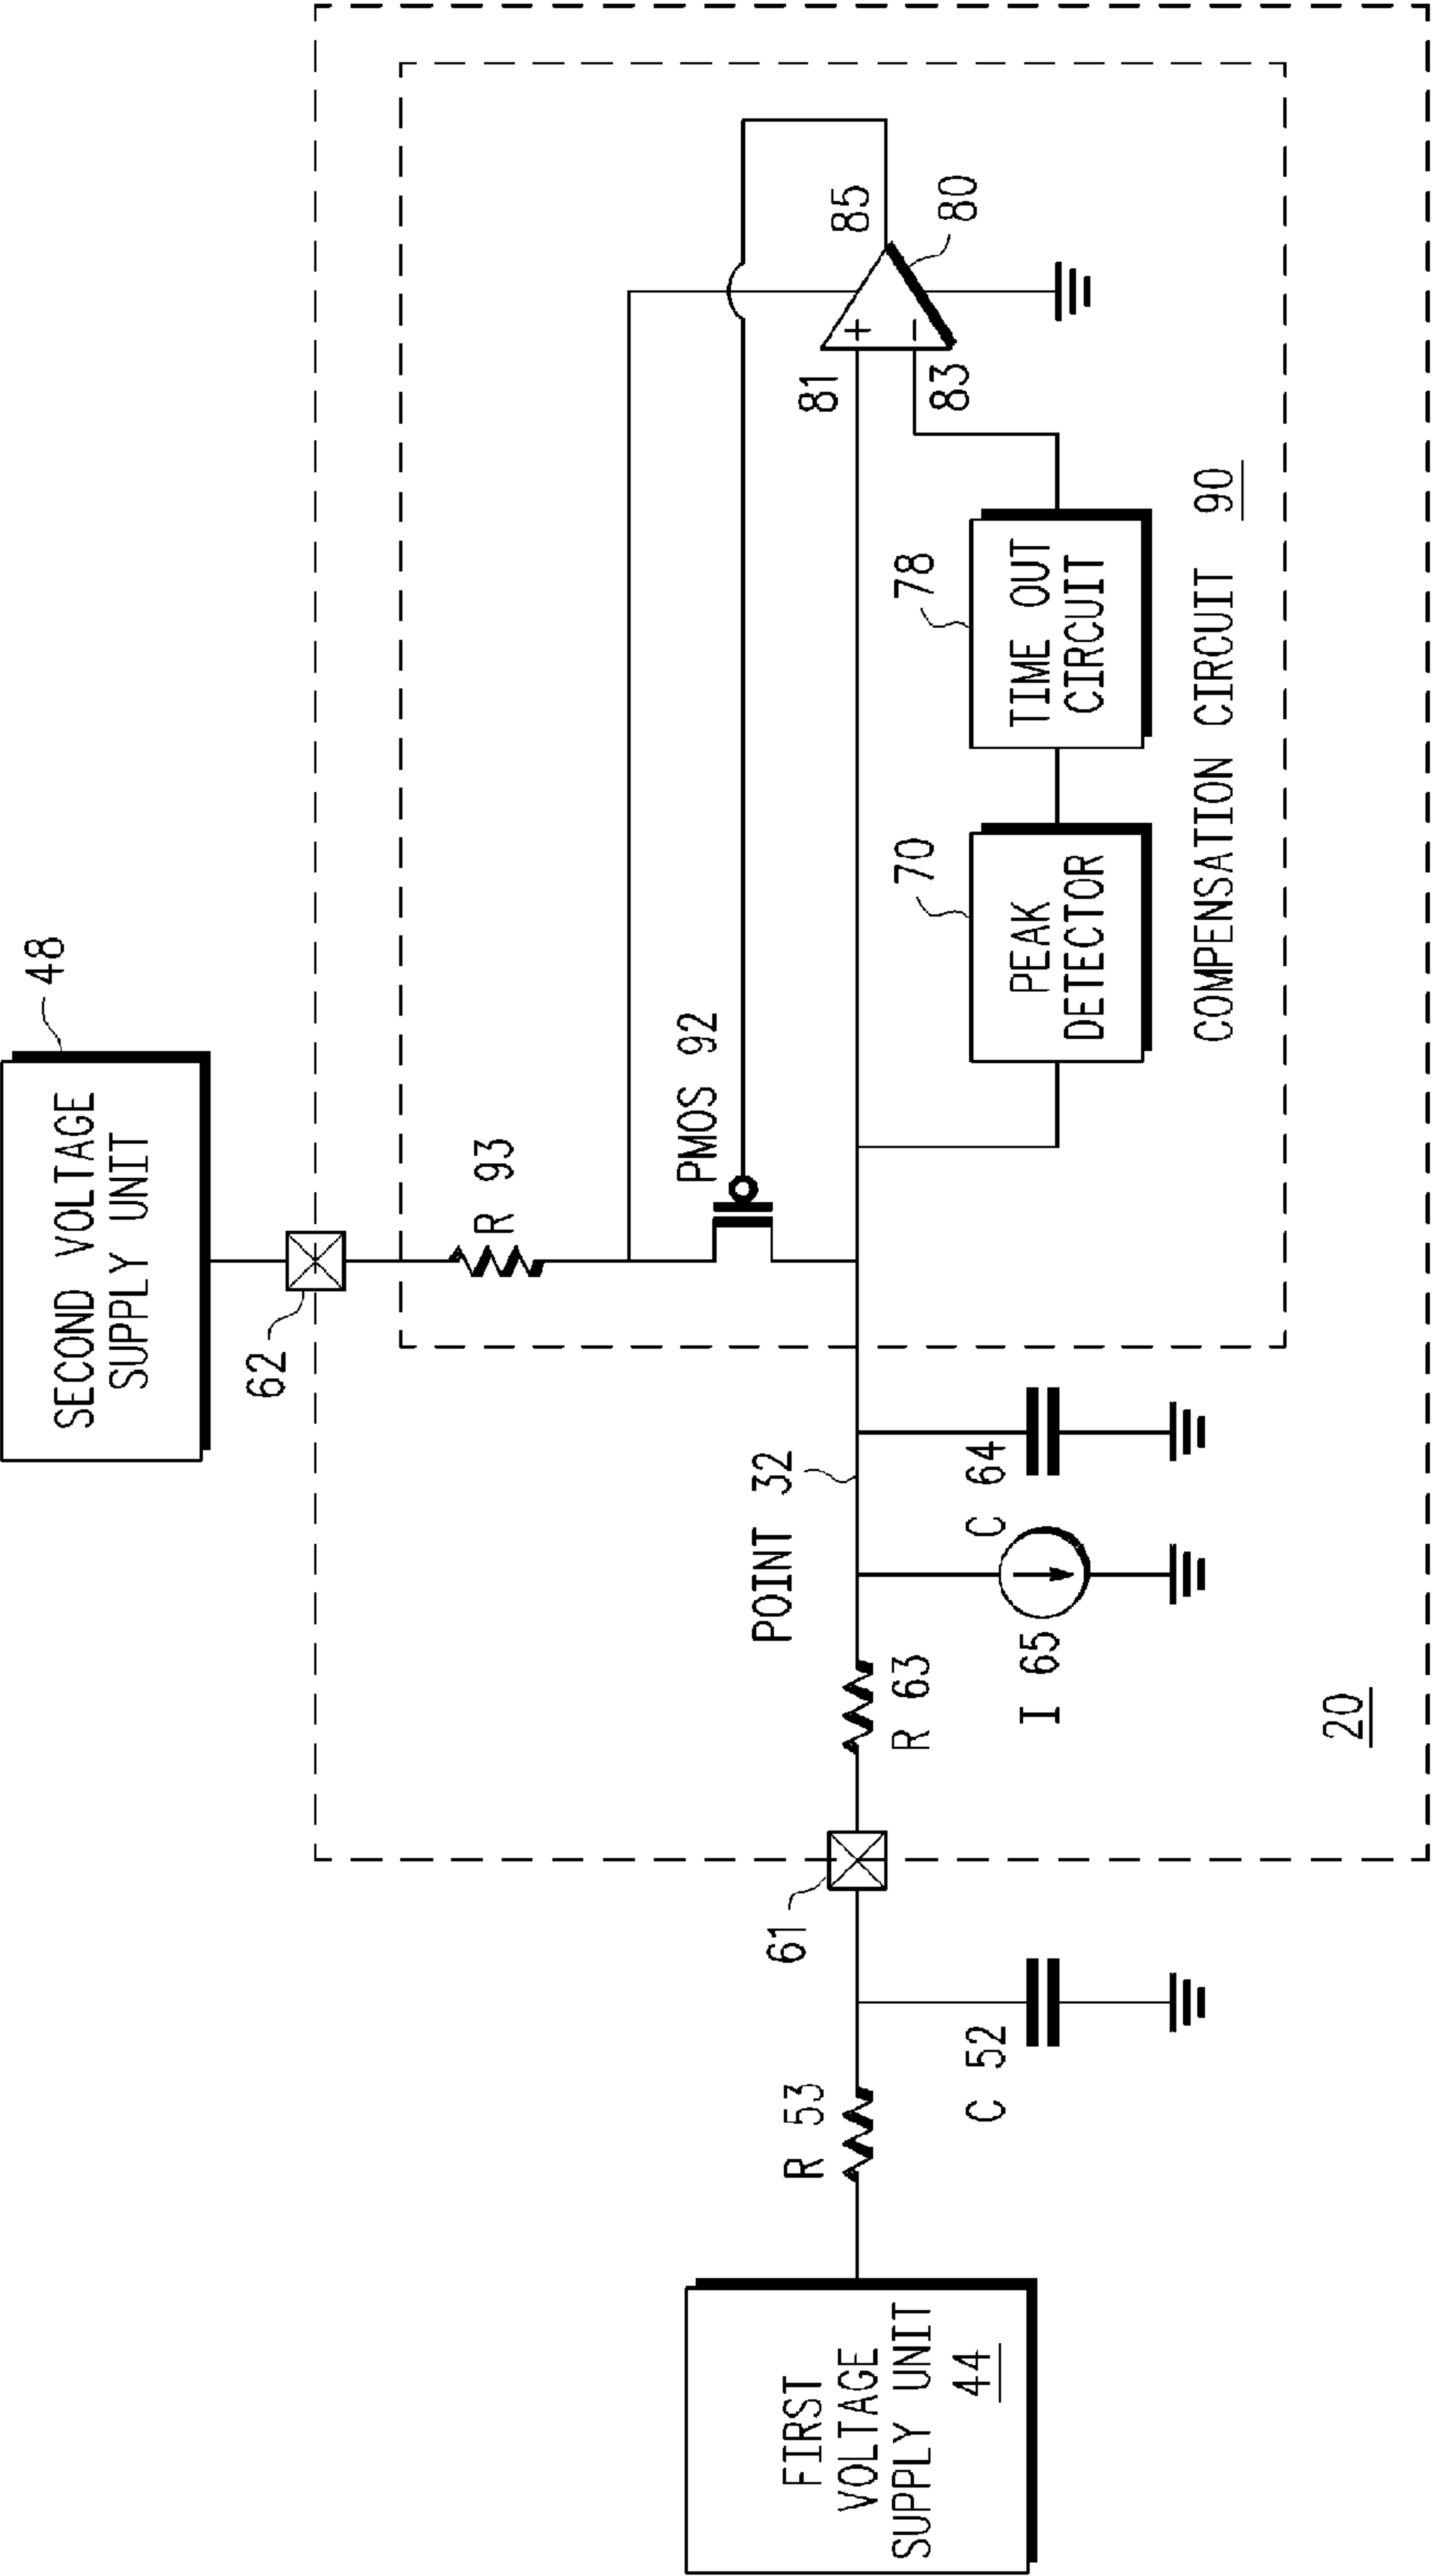 SECOND VOLTAGE
SUPPLY UNIT
48
62
R 93
PMOS 92
85
80
+
−
81
83
POINT 32
70
PEAK
DETECTOR
78
TIME OUT
CIRCUIT
COMPENSATION CIRCUIT 90
61
R 63
I 65
C 64
20
R 53
C 52
FIRST
VOLTAGE
SUPPLY UNIT
44